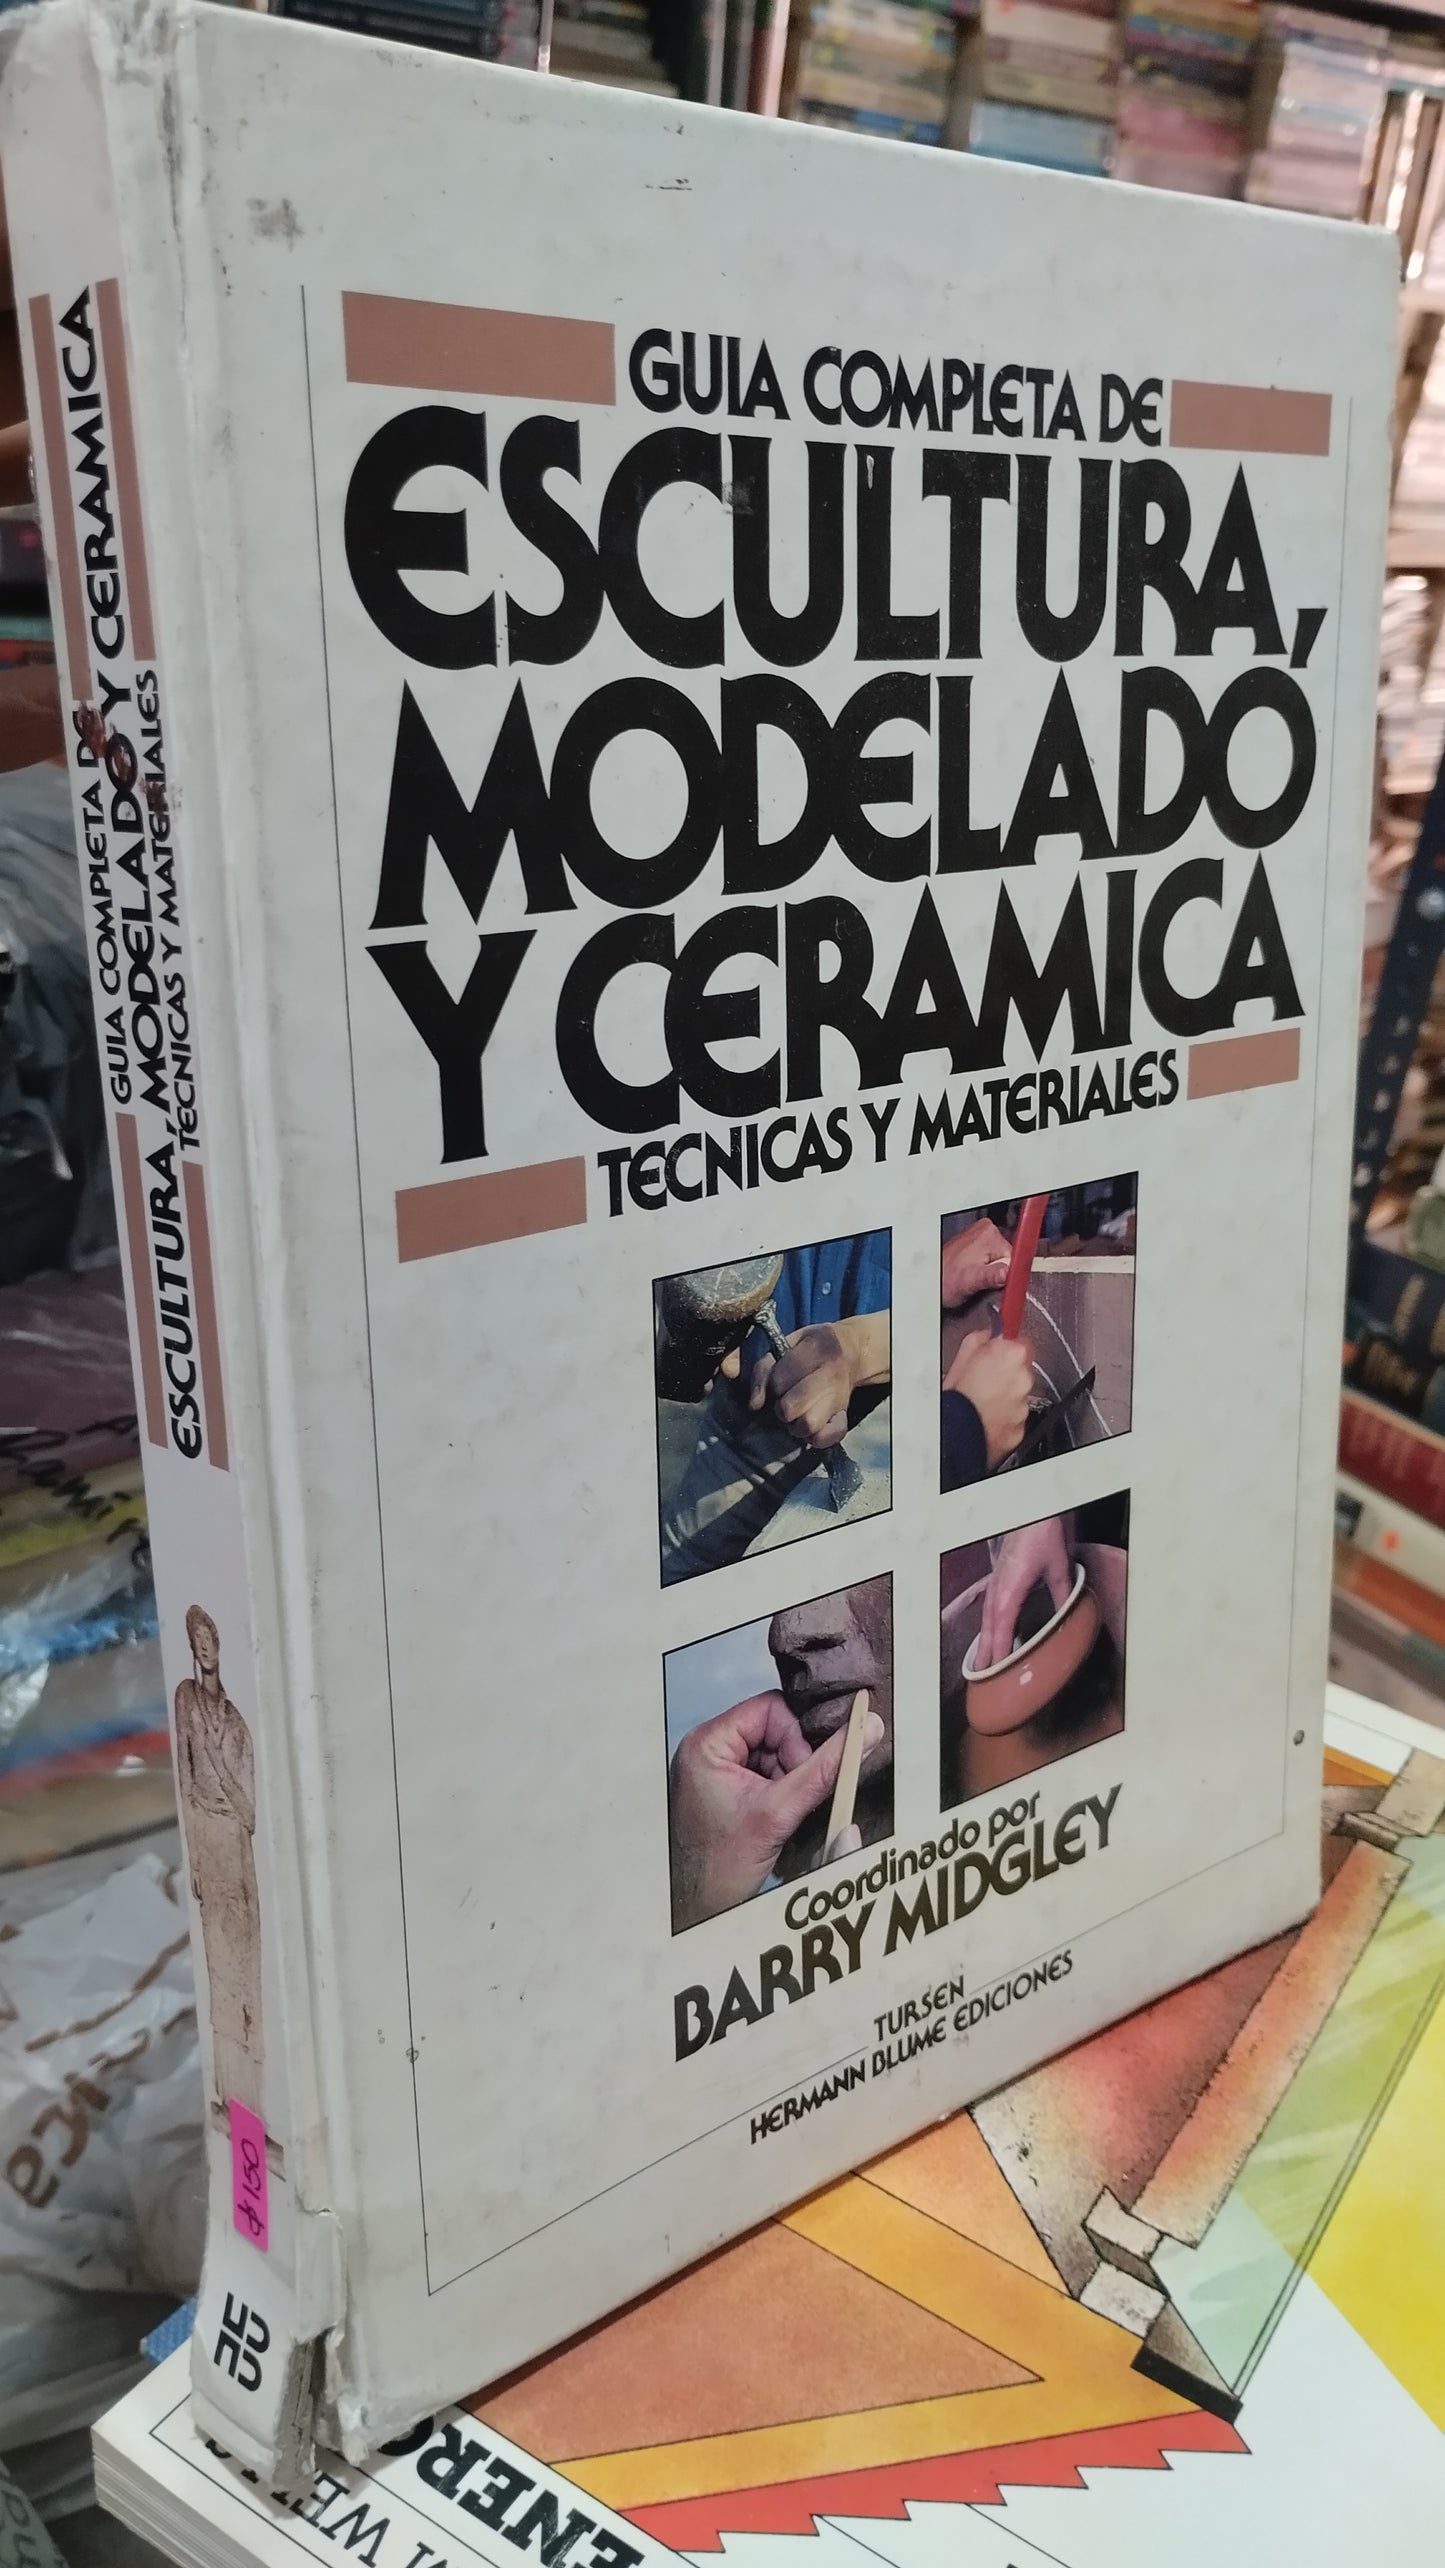 GUIA COMPLETA DE
ESCULTURA,
MODELADO
Y CERAMICA
TECNICAS Y MATERIALES
Coordinado por
BARRY MIDGLEY
TURSEN
HERMANN BLUME EDICIONES
GUIA COMPLETA DE
ESCULTURA, MODELADO Y CERAMICA
TECNICAS Y MATERIALES
$150